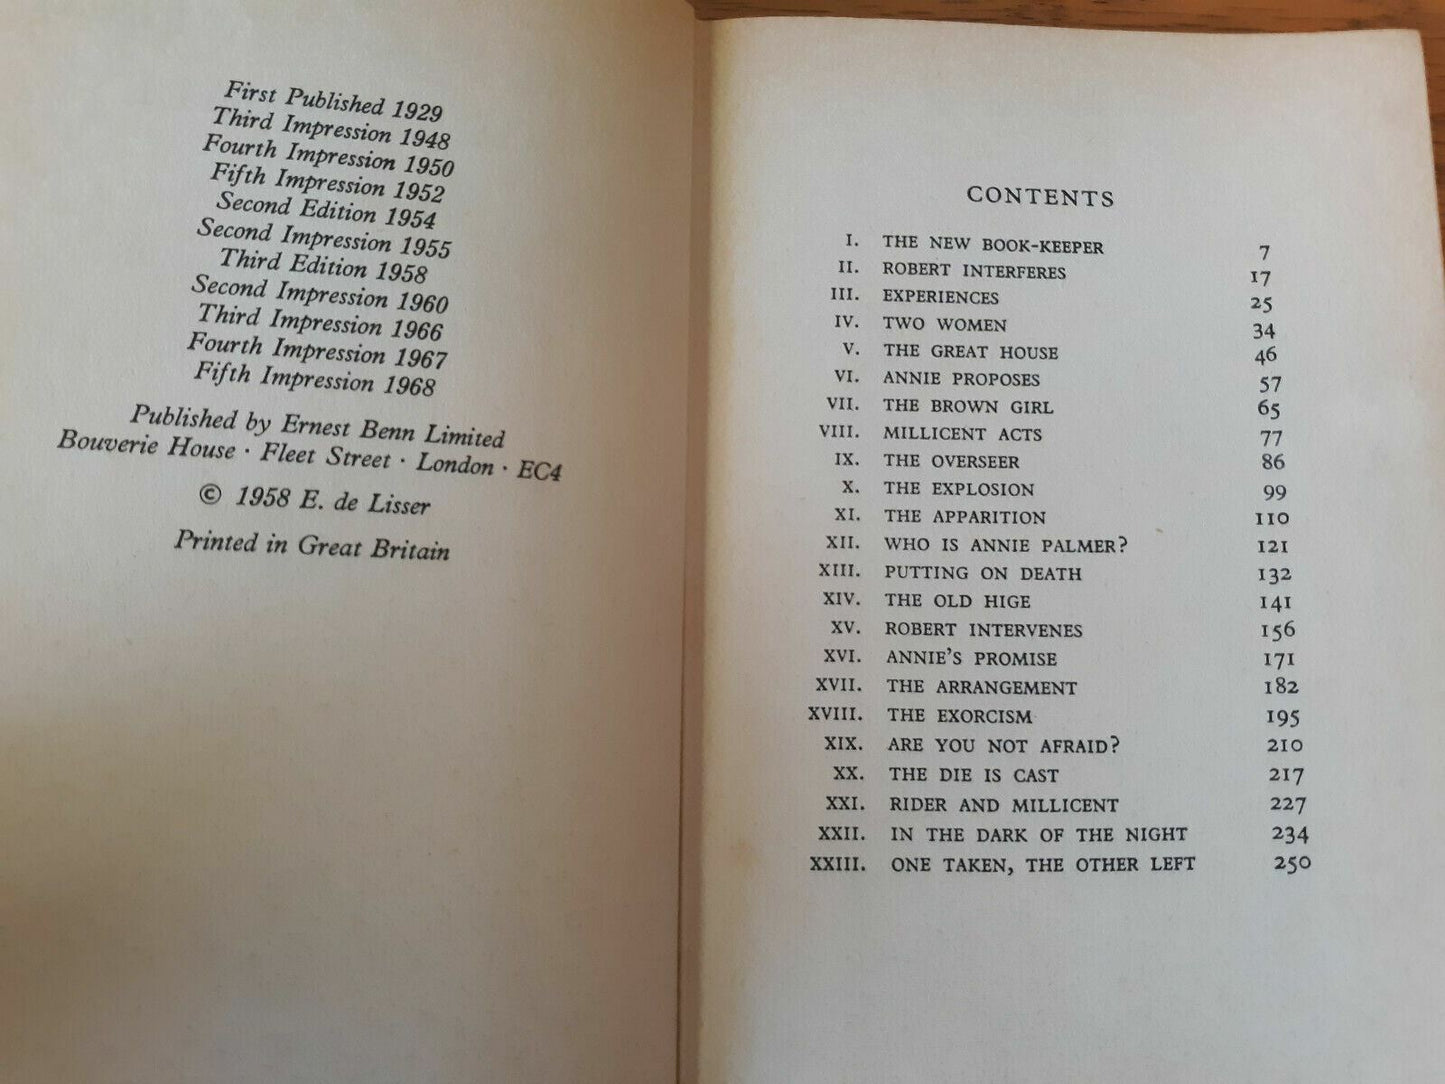 First Published 1929
Third Impression 1948
Fourth Impression 1950
Fifth Impression 1952
Second Edition 1954
Second Impression 1955
Third Edition 1958
Second Impression 1960
Third Impression 1966
Fourth Impression 1967
Fifth Impression 1968
Published by Ernest Benn Limited
Bouverie House · Fleet Street · London · EC4
© 1958 E. de Lisser
Printed in Great Britain
CONTENTS
I. THE NEW BOOK-KEEPER 7
II. ROBERT INTERFERES 17
III. EXPERIENCES 25
IV. TWO WOMEN 34
V. THE GREAT HOUSE 46
VI. ANNIE PROPOSES 57
VII. THE BROWN GIRL 65
VIII. MILLICENT ACTS 77
IX. THE OVERSEER 86
X. THE EXPLOSION 99
XI. THE APPARITION 110
XII. WHO IS ANNIE PALMER? 121
XIII. PUTTING ON DEATH 132
XIV. THE OLD HIGE 141
XV. ROBERT INTERVENES 156
XVI. ANNIE'S PROMISE 171
XVII. THE ARRANGEMENT 182
XVIII. THE EXORCISM 195
XIX. ARE YOU NOT AFRAID? 210
XX. THE DIE IS CAST 217
XXI. RIDER AND MILLICENT 227
XXII. IN THE DARK OF THE NIGHT 234
XXIII. ONE TAKEN, THE OTHER LEFT 250